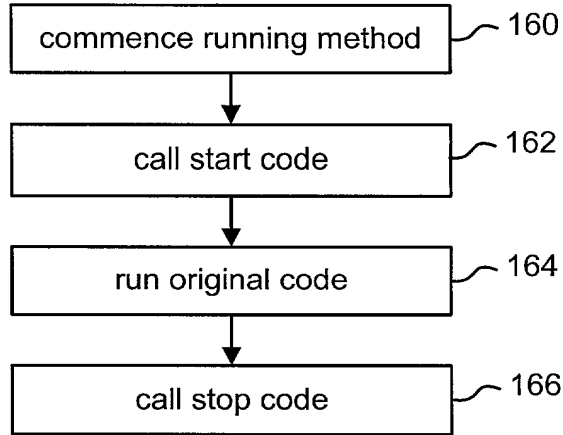 commence running method 160
call start code 162
run original code 164
call stop code 166